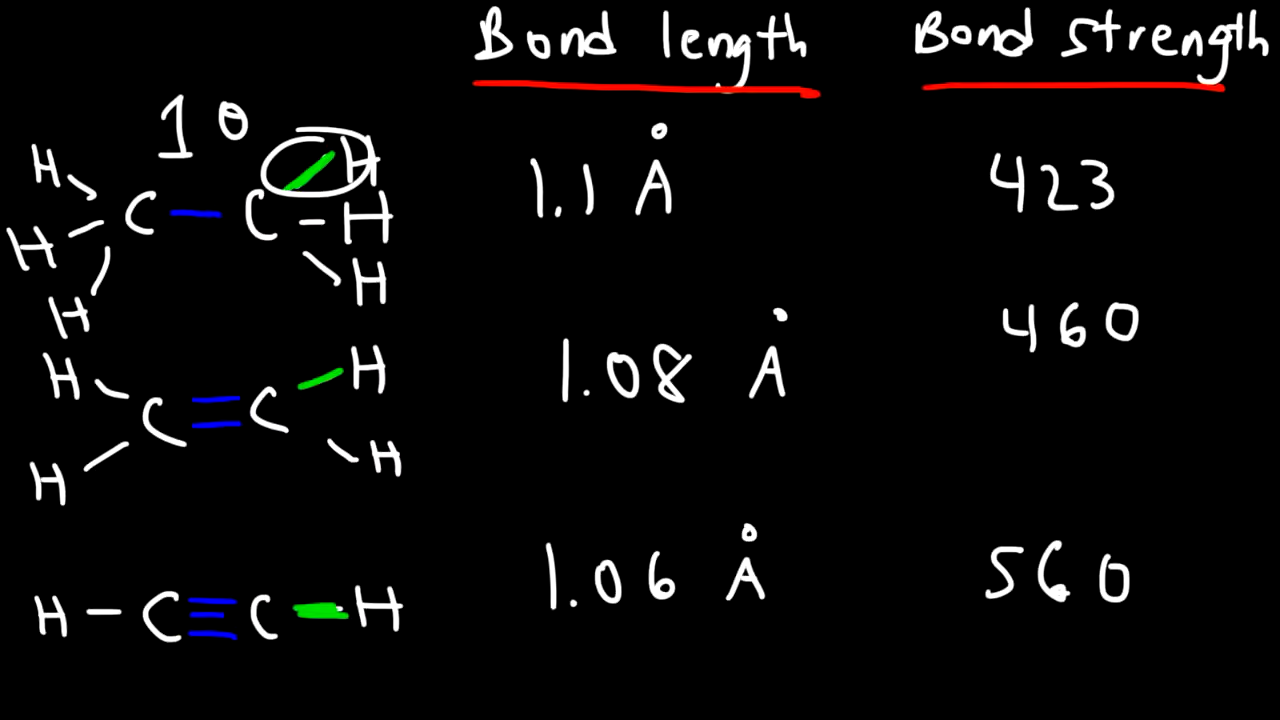 Bond length Bond strength
1°
H H
C — C — H 1.1 Å 423
H
H H
460
H H
C ≡ C 1.08 Å
H H
H — C ≡ C — H 1.06 Å 560